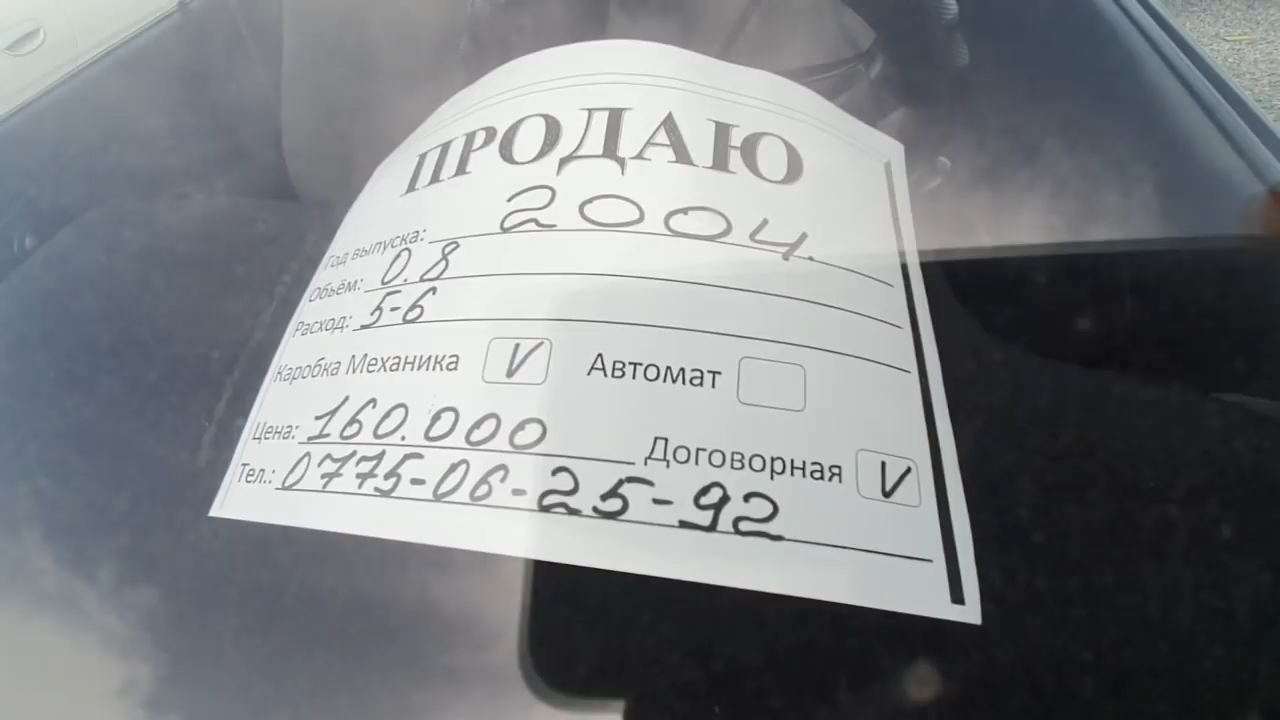 ПРОДАЮ
Год выпуска: 2004.
Обьём: 0.8
Расход: 5-6
Каробка Механика V Автомат
Цена: 160.000 Договорная V
Тел.: 0775-06-25-92